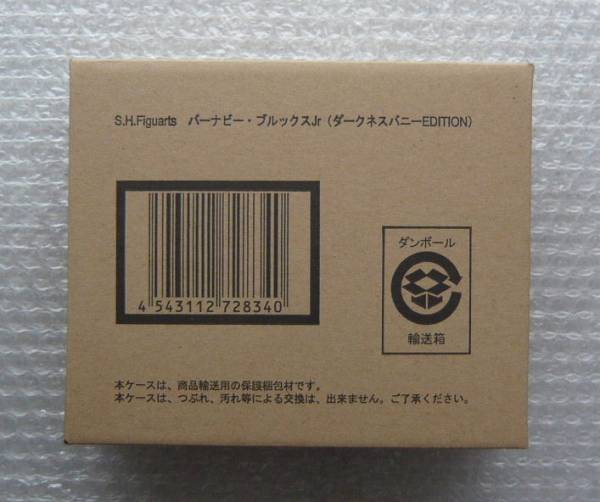 S.H.Figuarts　バーナビー・ブルックスJr（ダークネスバニーEDITION）
4 543112 728340
ダンボール
輸送箱
本ケースは、商品輸送用の保護梱包材です。
本ケースは、つぶれ、汚れ等による交換は、出来ません。ご了承ください。